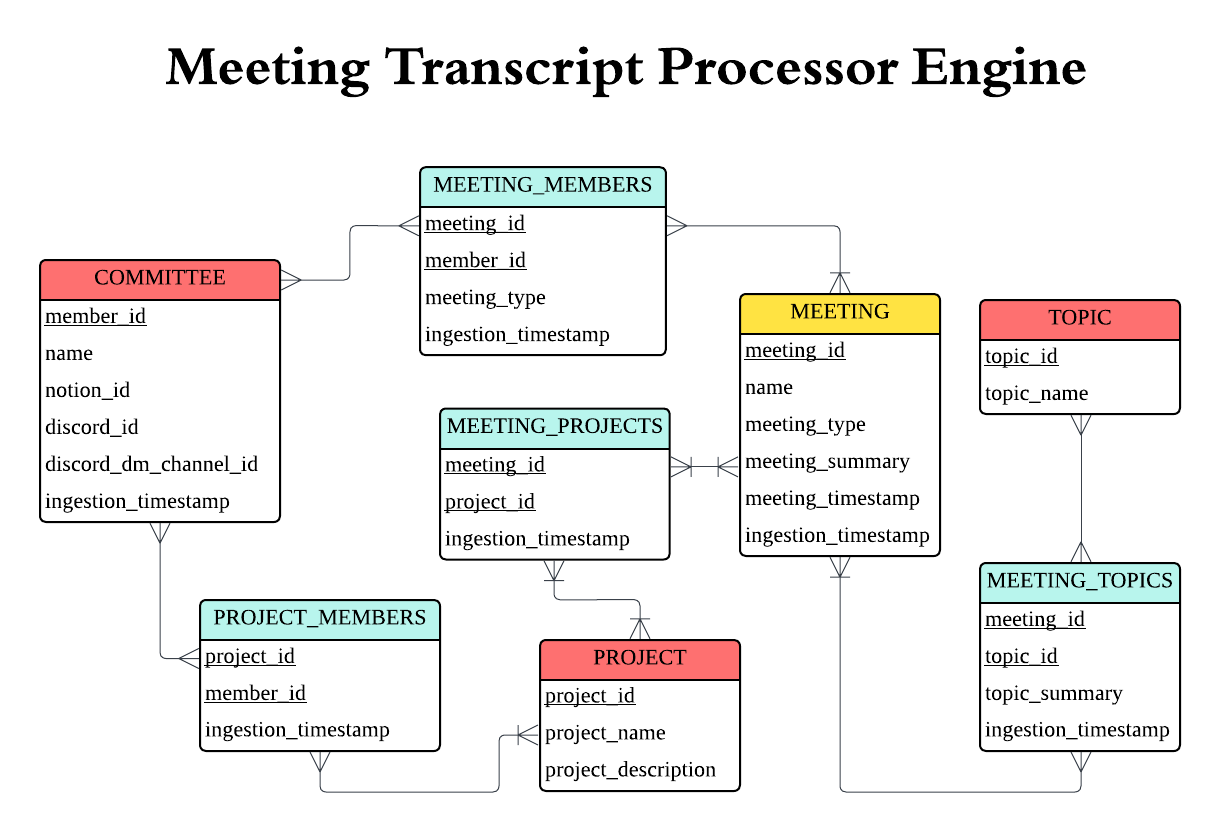 Meeting Transcript Processor Engine
MEETING_MEMBERS
meeting_id
member_id
meeting_type
ingestion_timestamp
COMMITTEE
member_id
name
notion_id
discord_id
discord_dm_channel_id
ingestion_timestamp
MEETING
meeting_id
name
meeting_type
meeting_summary
meeting_timestamp
ingestion_timestamp
TOPIC
topic_id
topic_name
MEETING_PROJECTS
meeting_id
project_id
ingestion_timestamp
MEETING_TOPICS
meeting_id
topic_id
topic_summary
ingestion_timestamp
PROJECT_MEMBERS
project_id
member_id
ingestion_timestamp
PROJECT
project_id
project_name
project_description